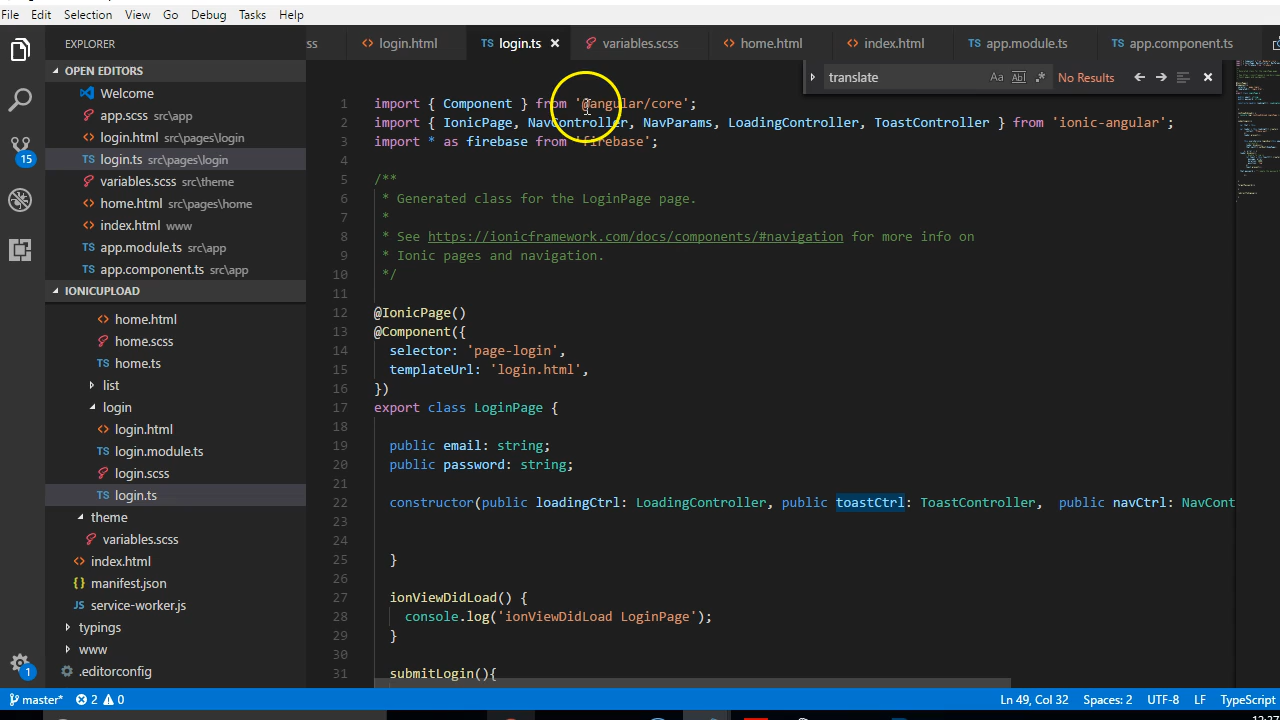 File Edit Selection View Go Debug Tasks Help
EXPLORER
ss login.html TS login.ts variables.scss home.html index.html TS app.module.ts TS app.component.ts
OPEN EDITORS
Welcome
app.scss src\app
login.html src\pages\login
TS login.ts src\pages\login
variables.scss src\theme
home.html src\pages\home
index.html www
TS app.module.ts src\app
TS app.component.ts src\app
IONICUPLOAD
home.html
home.scss
TS home.ts
list
login
login.html
TS login.module.ts
login.scss
TS login.ts
theme
variables.scss
index.html
{} manifest.json
JS service-worker.js
typings
www
.editorconfig
15
1
translate Aa Abl .* No Results
1 import { Component } from '@angular/core';
2 import { IonicPage, NavController, NavParams, LoadingController, ToastController } from 'ionic-angular';
3 import * as firebase from 'firebase';
4
5 /**
6 * Generated class for the LoginPage page.
7 *
8 * See https://ionicframework.com/docs/components/#navigation for more info on
9 * Ionic pages and navigation.
10 */
11
12 @IonicPage()
13 @Component({
14 selector: 'page-login',
15 templateUrl: 'login.html',
16 })
17 export class LoginPage {
18
19 public email: string;
20 public password: string;
21
22 constructor(public loadingCtrl: LoadingController, public toastCtrl: ToastController, public navCtrl: NavCont
23
25 }
26
27 ionViewDidLoad() {
28 console.log('ionViewDidLoad LoginPage');
29 }
30
31 submitLogin(){
master* 2 0 Ln 49, Col 32 Spaces: 2 UTF-8 LF TypeScript